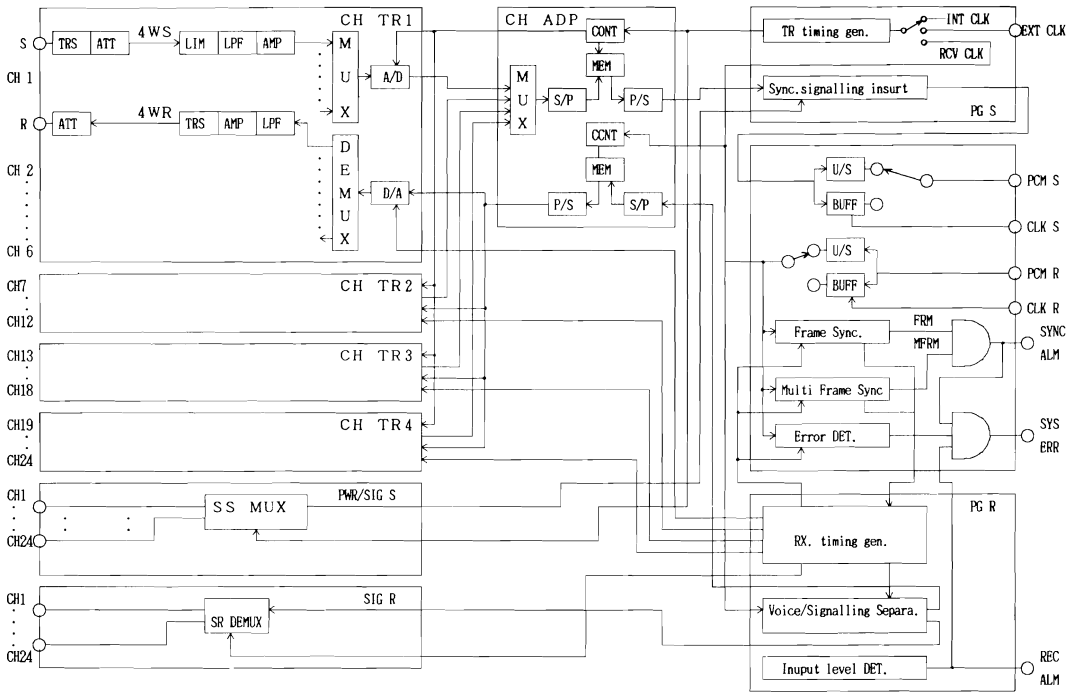 CH TR1
S
TRS
ATT
4WS
LIM
LPF
AMP
M
U
X
A/D
CH 1
R
ATT
4WR
TRS
AMP
LPF
D
E
M
U
X
D/A
CH 2
CH 6
CH7
CH12
CH TR2
CH13
CH18
CH TR3
CH19
CH24
CH TR4
CH1
CH24
SS MUX
PWR/SIG S
CH1
CH24
SR DEMUX
SIG R
CH ADP
CONT
MEM
M
U
X
S/P
P/S
CCNT
MEM
P/S
S/P
TR timing gen.
INT CLK
EXT CLK
RCV CLK
Sync.signalling insurt
PG S
U/S
PCM S
BUFF
CLK S
U/S
PCM R
BUFF
CLK R
Frame Sync.
FRM
MFRM
SYNC
ALM
Multi Frame Sync
Error DET.
SYS
ERR
PG R
RX. timing gen.
Voice/Signalling Separa.
Inuput level DET.
REC
ALM